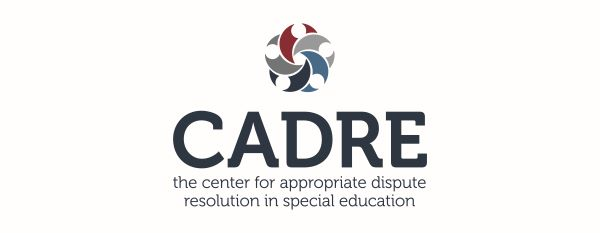 CADRE
the center for appropriate dispute
resolution in special education